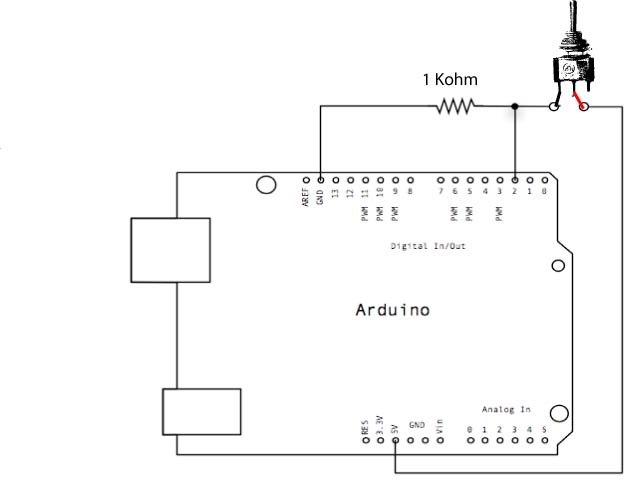 1 Kohm
AREF GND 13 12 11 10 9 8 7 6 5 4 3 2 1 0
PWM PWM PWM PWM PWM PWM
Digital In/Out
Arduino
Analog In
RES 3.3V 5V GND Vin 0 1 2 3 4 5